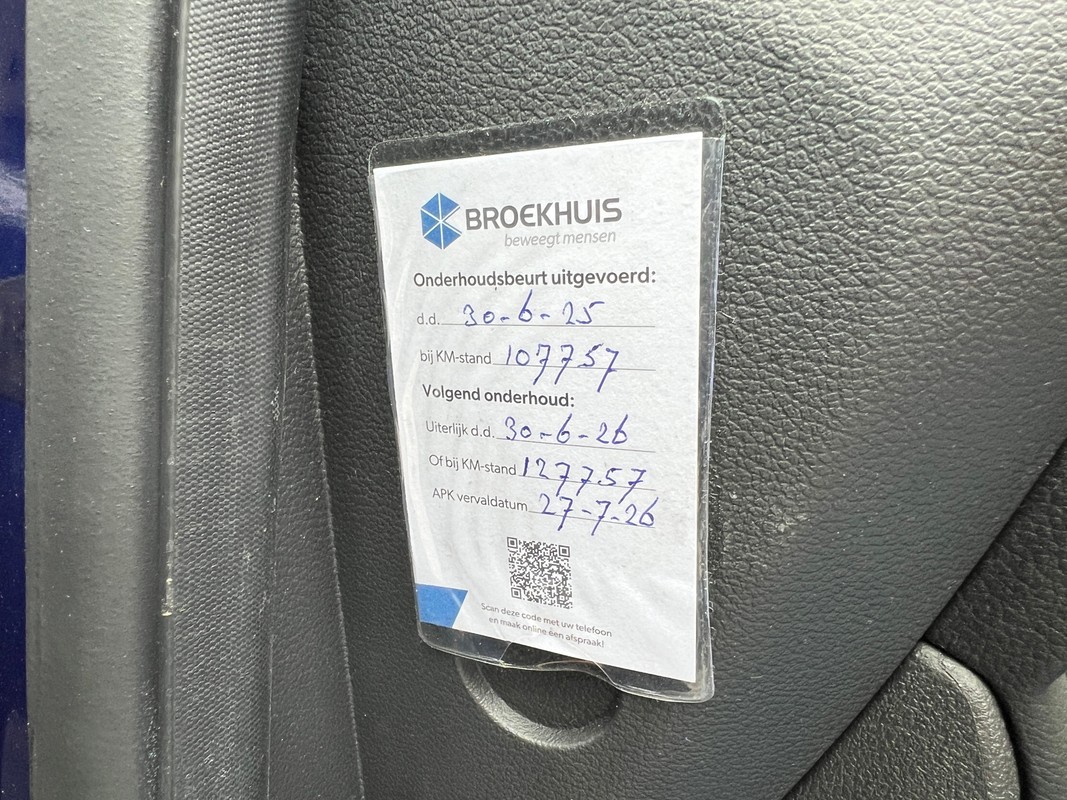 BROEKHUIS
beweegt mensen
Onderhoudsbeurt uitgevoerd:
d.d. 30-6-25
bij KM-stand 107757
Volgend onderhoud:
Uiterlijk d.d. 30-6-26
Of bij KM-stand 127757
APK vervaldatum 27-7-26
Scan deze code met uw telefoon
en maak online één afspraak!